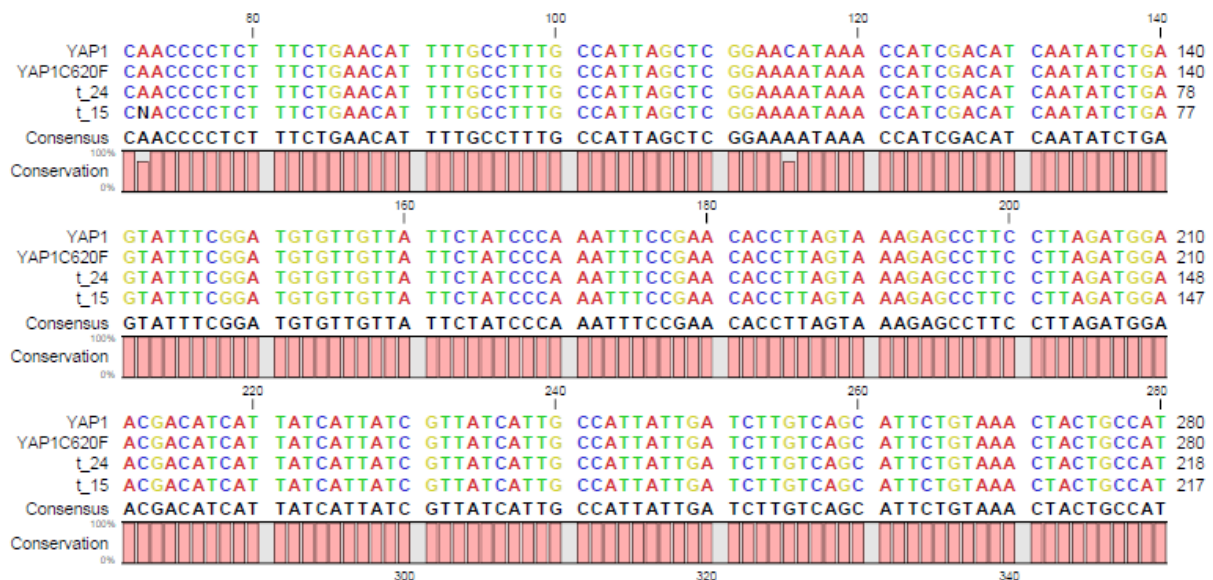 80 100 120 140
YAP1 CAACCCCTCT TTCTGAACAT TTTGCCTTTG CCATTAGCTC GGAACATAAA CCATCGACAT CAATATCTGA 140
YAP1C620F CAACCCCTCT TTCTGAACAT TTTGCCTTTG CCATTAGCTC GGAAAATAAA CCATCGACAT CAATATCTGA 140
t_24 CAACCCCTCT TTCTGAACAT TTTGCCTTTG CCATTAGCTC GGAAAATAAA CCATCGACAT CAATATCTGA 78
t_15 CNACCCCTCT TTCTGAACAT TTTGCCTTTG CCATTAGCTC GGAAAATAAA CCATCGACAT CAATATCTGA 77
Consensus CAACCCCTCT TTCTGAACAT TTTGCCTTTG CCATTAGCTC GGAAAATAAA CCATCGACAT CAATATCTGA
100%
Conservation
0%
160 180 200
YAP1 GTATTTCGGA TGTGTTGTTA TTCTATCCCA AATTTCCGAA CACCTTAGTA AAGAGCCTTC CTTAGATGGA 210
YAP1C620F GTATTTCGGA TGTGTTGTTA TTCTATCCCA AATTTCCGAA CACCTTAGTA AAGAGCCTTC CTTAGATGGA 210
t_24 GTATTTCGGA TGTGTTGTTA TTCTATCCCA AATTTCCGAA CACCTTAGTA AAGAGCCTTC CTTAGATGGA 148
t_15 GTATTTCGGA TGTGTTGTTA TTCTATCCCA AATTTCCGAA CACCTTAGTA AAGAGCCTTC CTTAGATGGA 147
Consensus GTATTTCGGA TGTGTTGTTA TTCTATCCCA AATTTCCGAA CACCTTAGTA AAGAGCCTTC CTTAGATGGA
100%
Conservation
0%
220 240 260 280
YAP1 ACGACATCAT TATCATTATC GTTATCATTG CCATTATTGA TCTTGTCAGC ATTCTGTAAA CTACTGCCAT 280
YAP1C620F ACGACATCAT TATCATTATC GTTATCATTG CCATTATTGA TCTTGTCAGC ATTCTGTAAA CTACTGCCAT 280
t_24 ACGACATCAT TATCATTATC GTTATCATTG CCATTATTGA TCTTGTCAGC ATTCTGTAAA CTACTGCCAT 218
t_15 ACGACATCAT TATCATTATC GTTATCATTG CCATTATTGA TCTTGTCAGC ATTCTGTAAA CTACTGCCAT 217
Consensus ACGACATCAT TATCATTATC GTTATCATTG CCATTATTGA TCTTGTCAGC ATTCTGTAAA CTACTGCCAT
100%
Conservation
0%
300 320 340